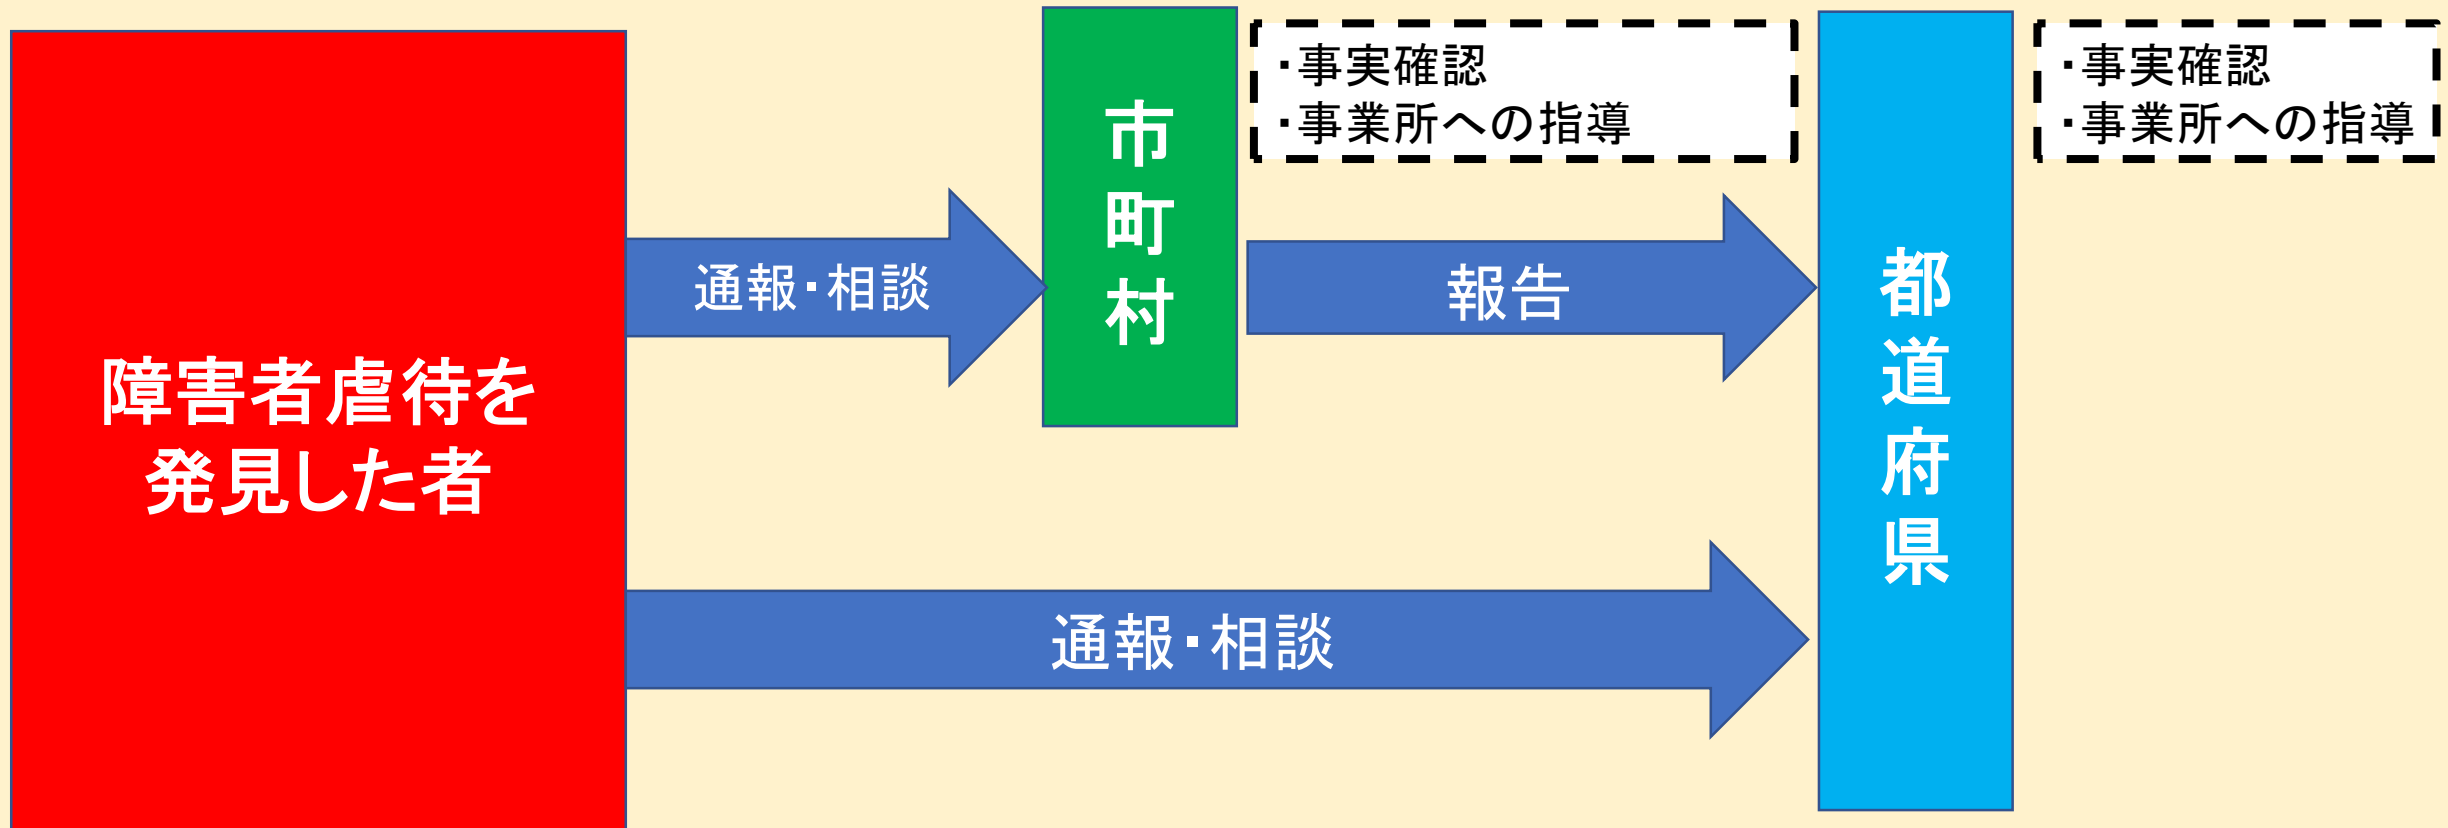 障害者虐待を
発見した者
通報・相談
市町村
・事実確認
・事業所への指導
報告
通報・相談
都道府県
・事実確認
・事業所への指導